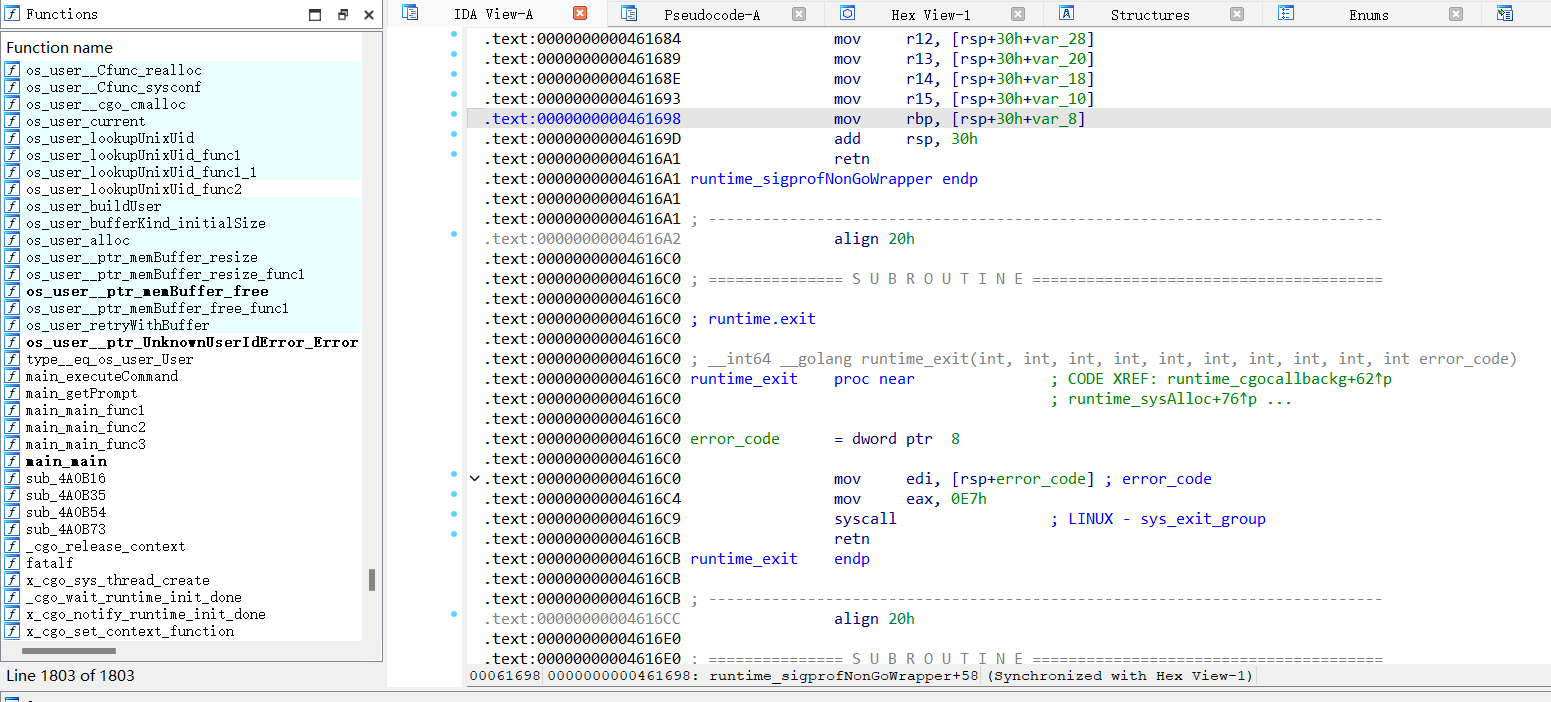 Functions
Function name
os_user__Cfunc_realloc
os_user__Cfunc_sysconf
os_user__cgo_cmalloc
os_user_current
os_user_lookupUnixUid
os_user_lookupUnixUid_func1
os_user_lookupUnixUid_func1_1
os_user_lookupUnixUid_func2
os_user_buildUser
os_user_bufferKind_initialSize
os_user_alloc
os_user__ptr_memBuffer_resize
os_user__ptr_memBuffer_resize_func1
os_user__ptr_memBuffer_free
os_user__ptr_memBuffer_free_func1
os_user_retryWithBuffer
os_user__ptr_UnknownUserIdError_Error
type__eq_os_user_User
main_executeCommand
main_getPrompt
main_main_func1
main_main_func2
main_main_func3
main_main
sub_4A0B16
sub_4A0B35
sub_4A0B54
sub_4A0B73
_cgo_release_context
fatalf
x_cgo_sys_thread_create
_cgo_wait_runtime_init_done
x_cgo_notify_runtime_init_done
x_cgo_set_context_function
Line 1803 of 1803
IDA View-A Pseudocode-A Hex View-1 Structures Enums
.text:0000000000461684 mov r12, [rsp+30h+var_28]
.text:0000000000461689 mov r13, [rsp+30h+var_20]
.text:000000000046168E mov r14, [rsp+30h+var_18]
.text:0000000000461693 mov r15, [rsp+30h+var_10]
.text:0000000000461698 mov rbp, [rsp+30h+var_8]
.text:000000000046169D add rsp, 30h
.text:00000000004616A1 retn
.text:00000000004616A1 runtime_sigprofNonGoWrapper endp
.text:00000000004616A1
.text:00000000004616A1 ; ---------------------------------------------------------------------------
.text:00000000004616A2 align 20h
.text:00000000004616C0
.text:00000000004616C0 ; =============== S U B R O U T I N E =======================================
.text:00000000004616C0
.text:00000000004616C0 ; runtime.exit
.text:00000000004616C0
.text:00000000004616C0 ; __int64 __golang runtime_exit(int, int, int, int, int, int, int, int, int, int error_code)
.text:00000000004616C0 runtime_exit proc near ; CODE XREF: runtime_cgocallbackg+62↑p
.text:00000000004616C0 ; runtime_sysAlloc+76↑p ...
.text:00000000004616C0
.text:00000000004616C0 error_code = dword ptr 8
.text:00000000004616C0
.text:00000000004616C0 mov edi, [rsp+error_code] ; error_code
.text:00000000004616C4 mov eax, 0E7h
.text:00000000004616C9 syscall ; LINUX - sys_exit_group
.text:00000000004616CB retn
.text:00000000004616CB runtime_exit endp
.text:00000000004616CB
.text:00000000004616CB ; ---------------------------------------------------------------------------
.text:00000000004616CC align 20h
.text:00000000004616E0
.text:00000000004616E0 ; =============== S U B R O U T I N E =======================================
00061698 0000000000461698: runtime_sigprofNonGoWrapper+58 (Synchronized with Hex View-1)